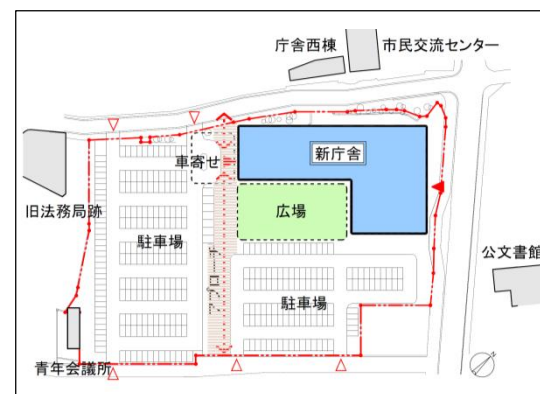 庁舎西棟
市民交流センター
車寄せ
新庁舎
旧法務局跡
広場
駐車場
公文書館
駐車場
青年会議所